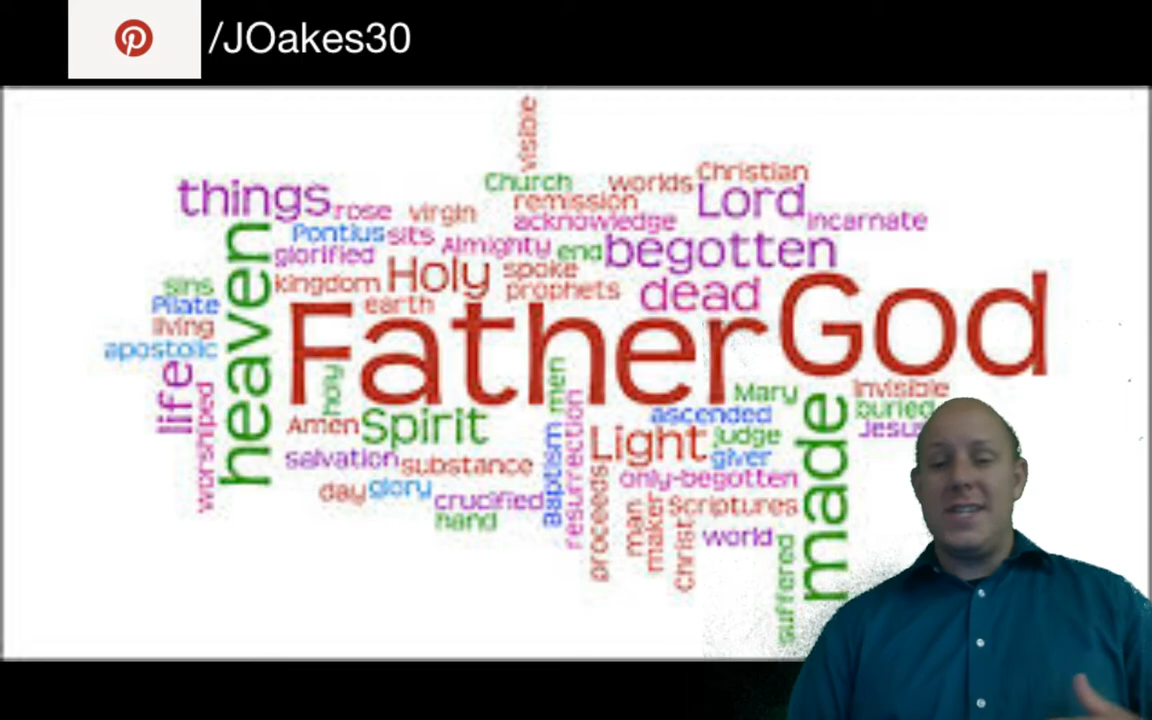 /JOakes30
visible
Church
worlds
Christian
things
rose
virgin
remission
Lord
acknowledge
Incarnate
Pontius
sits
Almighty
end
begotten
glorified
heaven
Holy
spoke
kingdom
prophets
dead
sins
Pilate
earth
Father
God
living
apostolic
life
worshiped
holy
men
Mary
Invisible
buried
Jesus
ascended
made
Amen
Spirit
Light
judge
giver
salvation
substance
Baptism
resurrection
only-begotten
day
glory
crucified
hand
proceeds
man
maker
christ
Scriptures
world
suffered